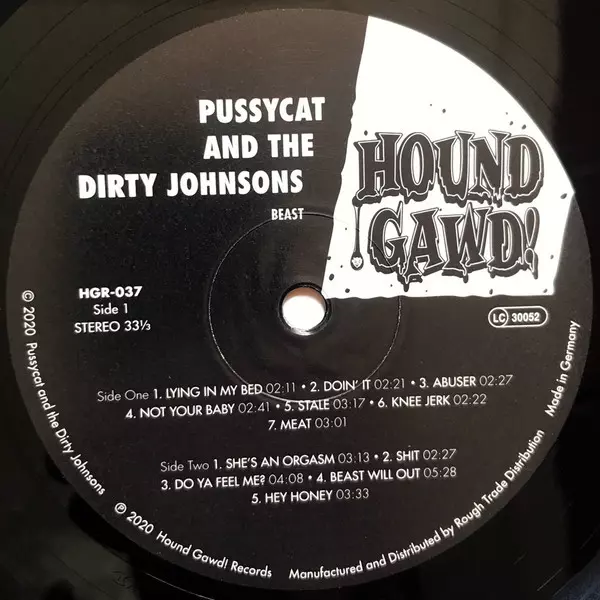 PUSSYCAT
AND THE
DIRTY JOHNSONS
BEAST
HOUND
GAWD!
HGR-037
Side 1
STEREO 33⅓
LC 30052
Side One 1. LYING IN MY BED 02:11 • 2. DOIN' IT 02:21 • 3. ABUSER 02:27
4. NOT YOUR BABY 02:41 • 5. STALE 03:17 • 6. KNEE JERK 02:22
7. MEAT 03:01
Side Two 1. SHE'S AN ORGASM 03:13 • 2. SHIT 02:27
3. DO YA FEEL ME? 04:08 • 4. BEAST WILL OUT 05:28
5. HEY HONEY 03:33
© 2020 Pussycat and the Dirty Johnsons
℗ 2020 Hound Gawd! Records
Manufactured and Distributed by Rough Trade Distribution
Made in Germany